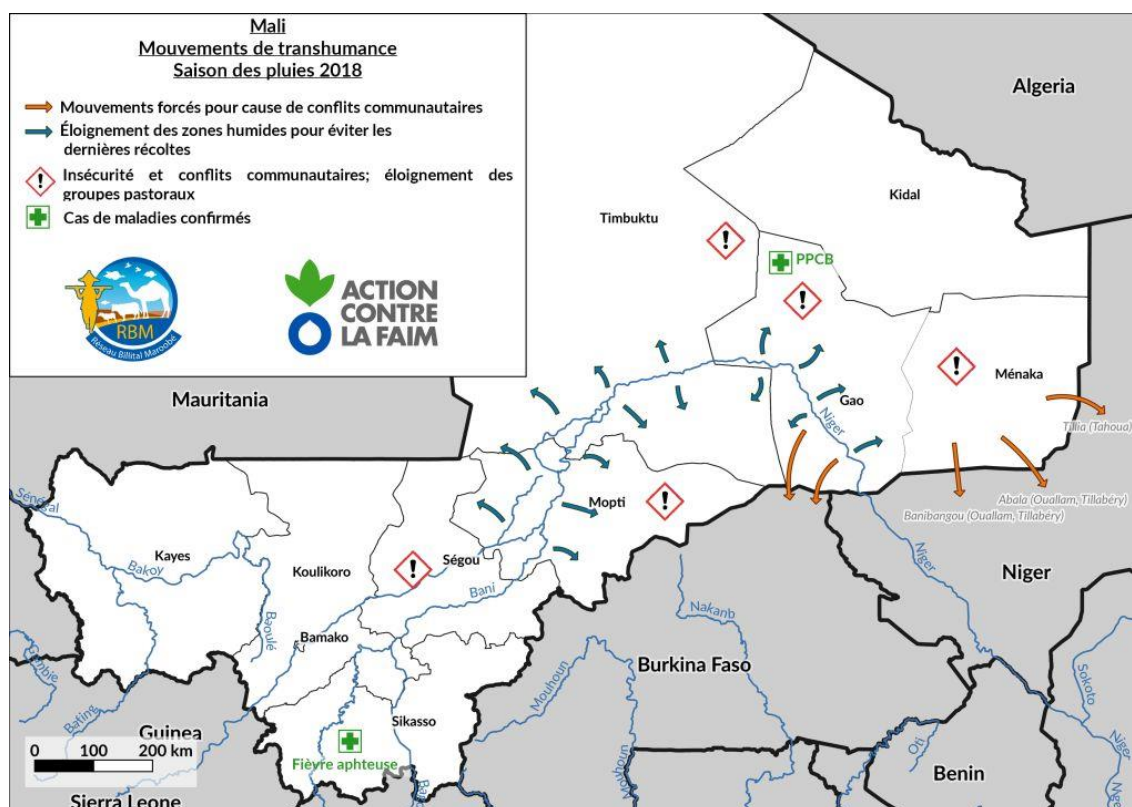 Mali
Mouvements de transhumance
Saison des pluies 2018
Mouvements forcés pour cause de conflits communautaires
Éloignement des zones humides pour éviter les
dernières récoltes
Insécurité et conflits communautaires; éloignement des
groupes pastoraux
Cas de maladies confirmés
RBM
Réseau Billital Maroobé
ACTION
CONTRE
LA FAIM
Algeria
Kidal
Timbuktu
PPCB
Ménaka
Mauritania
Gao
Niger
Tillia (Tahoua)
Mopti
Abala (Ouallam, Tillabéry)
Banibangou (Ouallam, Tillabéry)
Sénégal
Kayes
Bakoy
Koulikoro
Ségou
Bani
Baoulé
Bamako
Niger
Niger
Nakanb
Burkina Faso
Mouhoun
Gambie
Bafing
Guinea
Sikasso
Sokoto
0 100 200 km
Fièvre aphteuse
Mouhoun
Oti
Niger
Benin
Sierra Leone